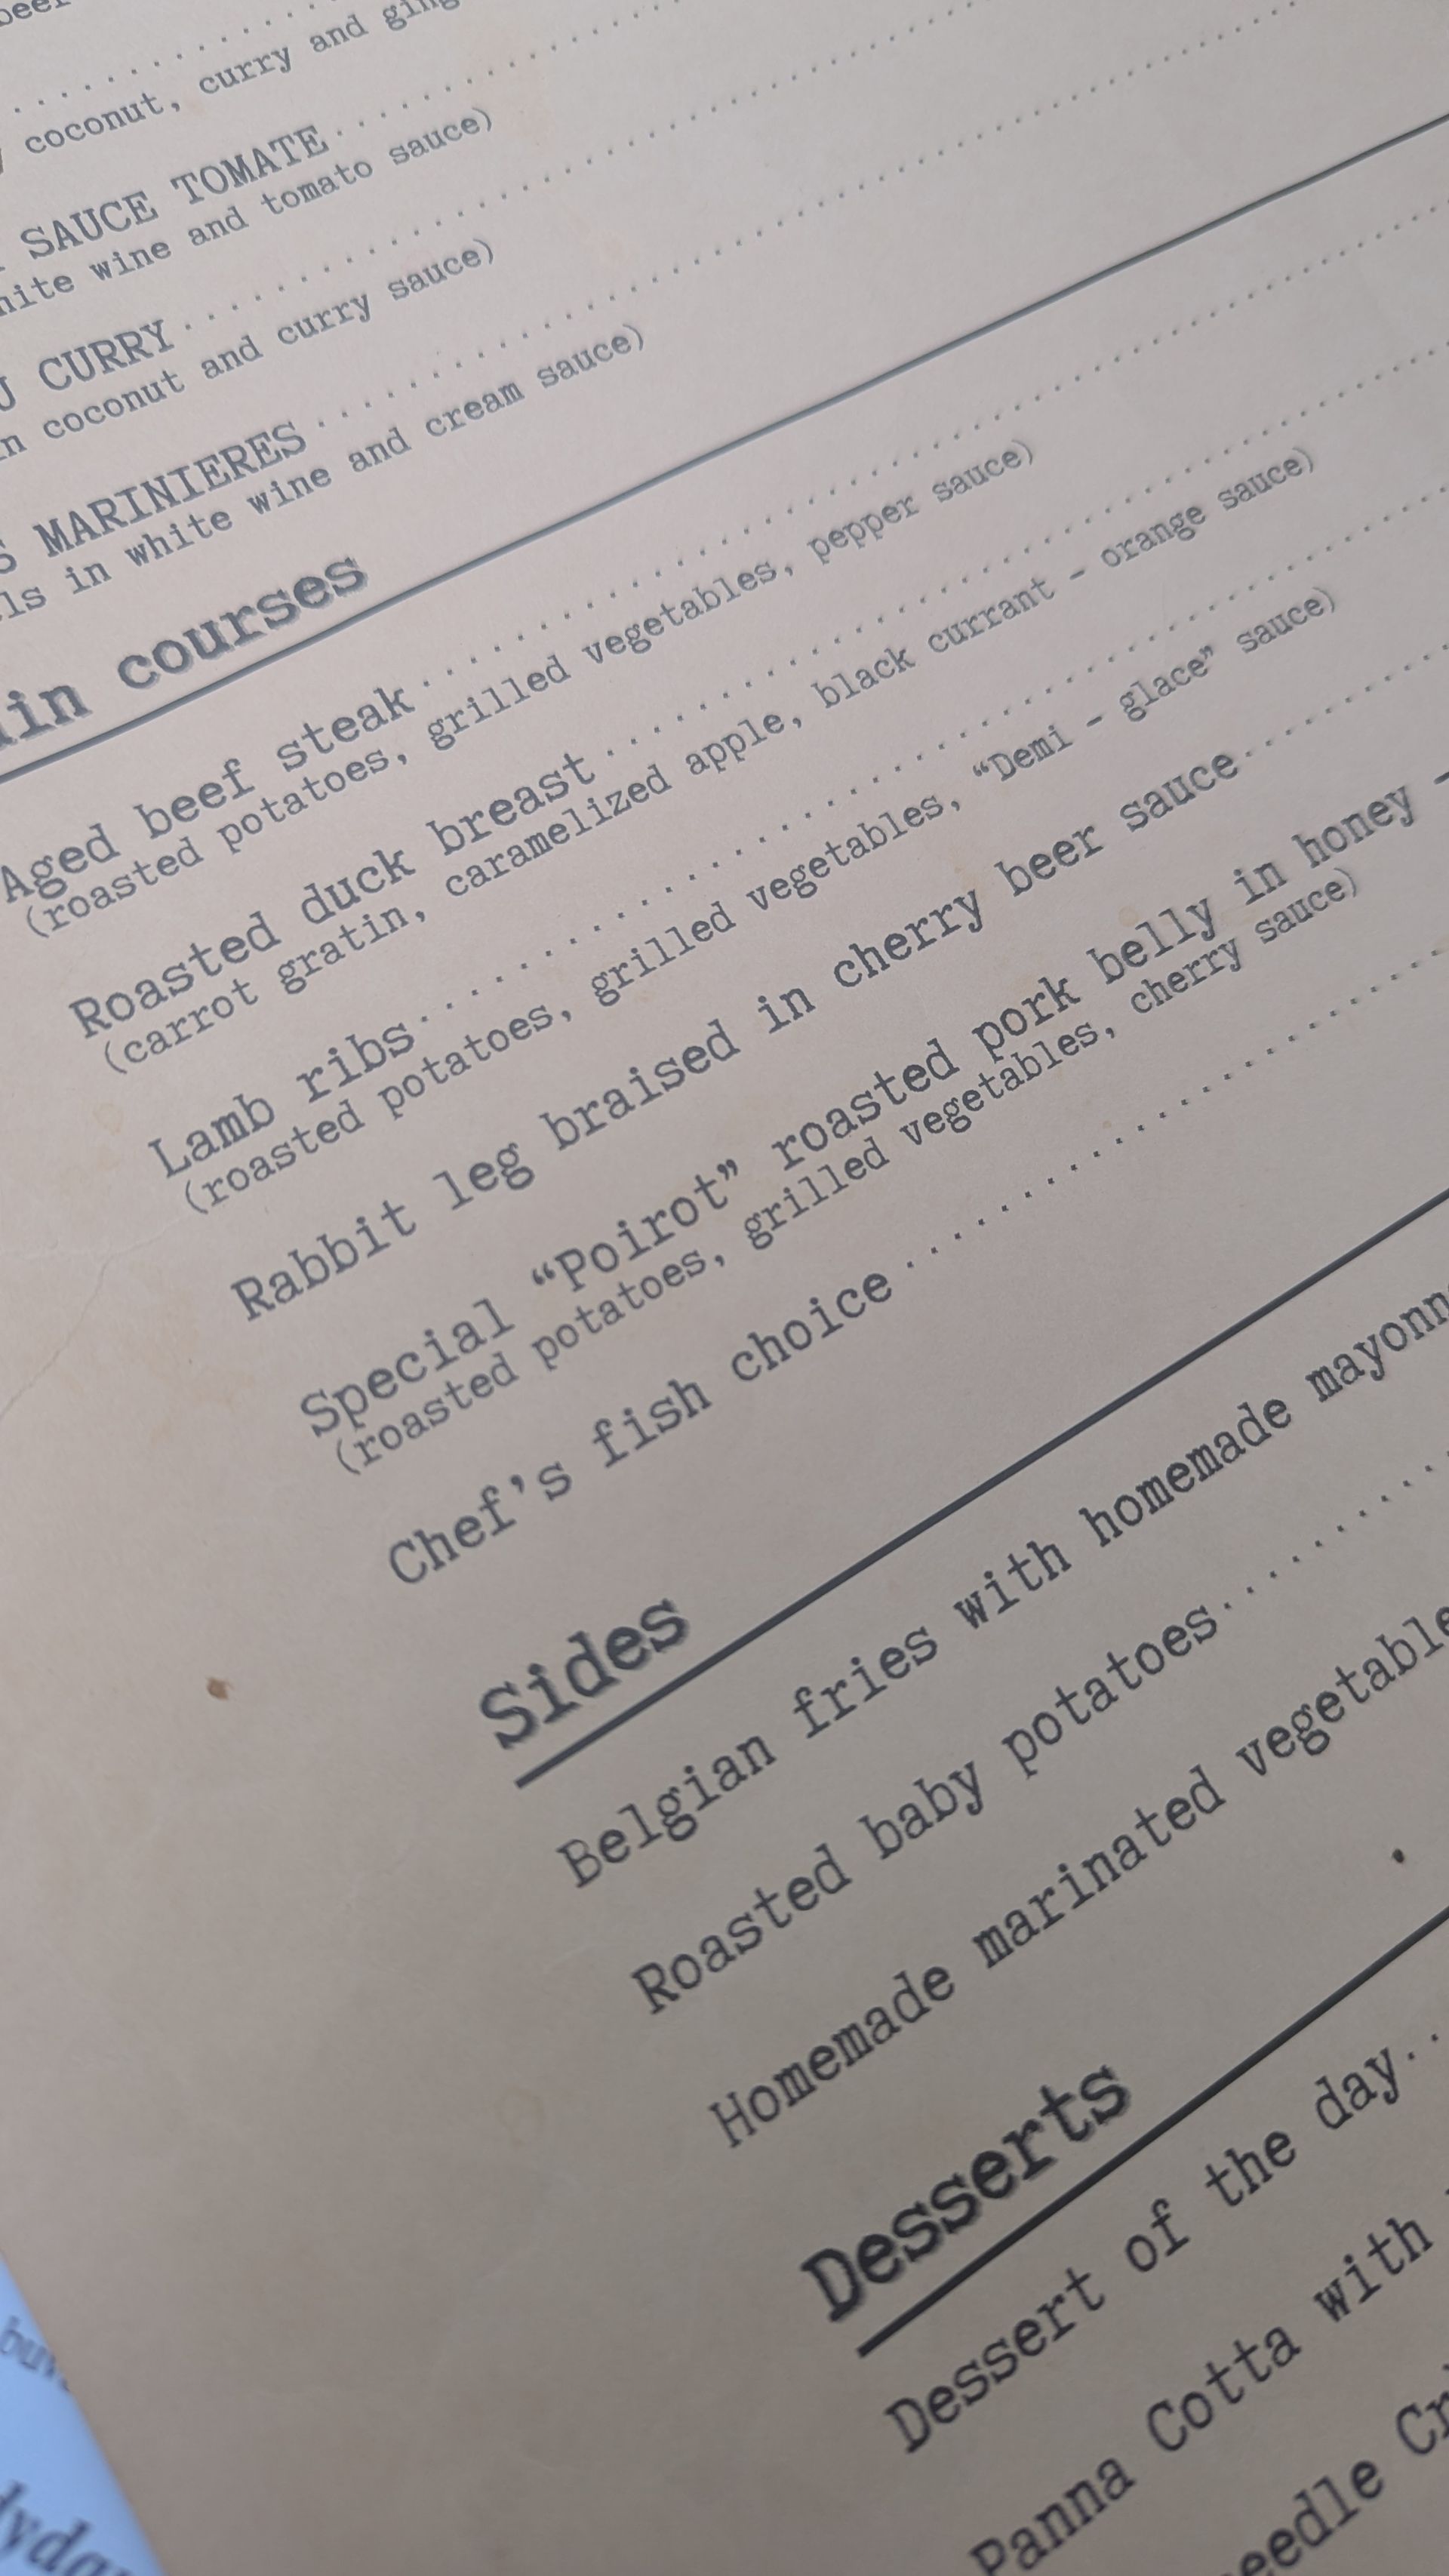 coconut, curry and
SAUCE TOMATE
wine and tomato sauce)
CURRY
coconut and curry sauce)
MARINIERES
in white wine and cream sauce)
courses
Aged beef steak
(roasted potatoes, grilled vegetables, pepper sauce)
Roasted duck breast
(carrot gratin, caramelized apple, black currant - orange sauce)
Lamb ribs
(roasted potatoes, grilled vegetables, “Demi - glace” sauce)
Rabbit leg braised in cherry beer sauce
Special “Poirot” roasted pork belly in honey -
(roasted potatoes, grilled vegetables, cherry sauce)
Chef’s fish choice
Sides
Belgian fries with homemade
Roasted baby potatoes
Homemade marinated
Desserts
Dessert of the day
Panna Cotta with